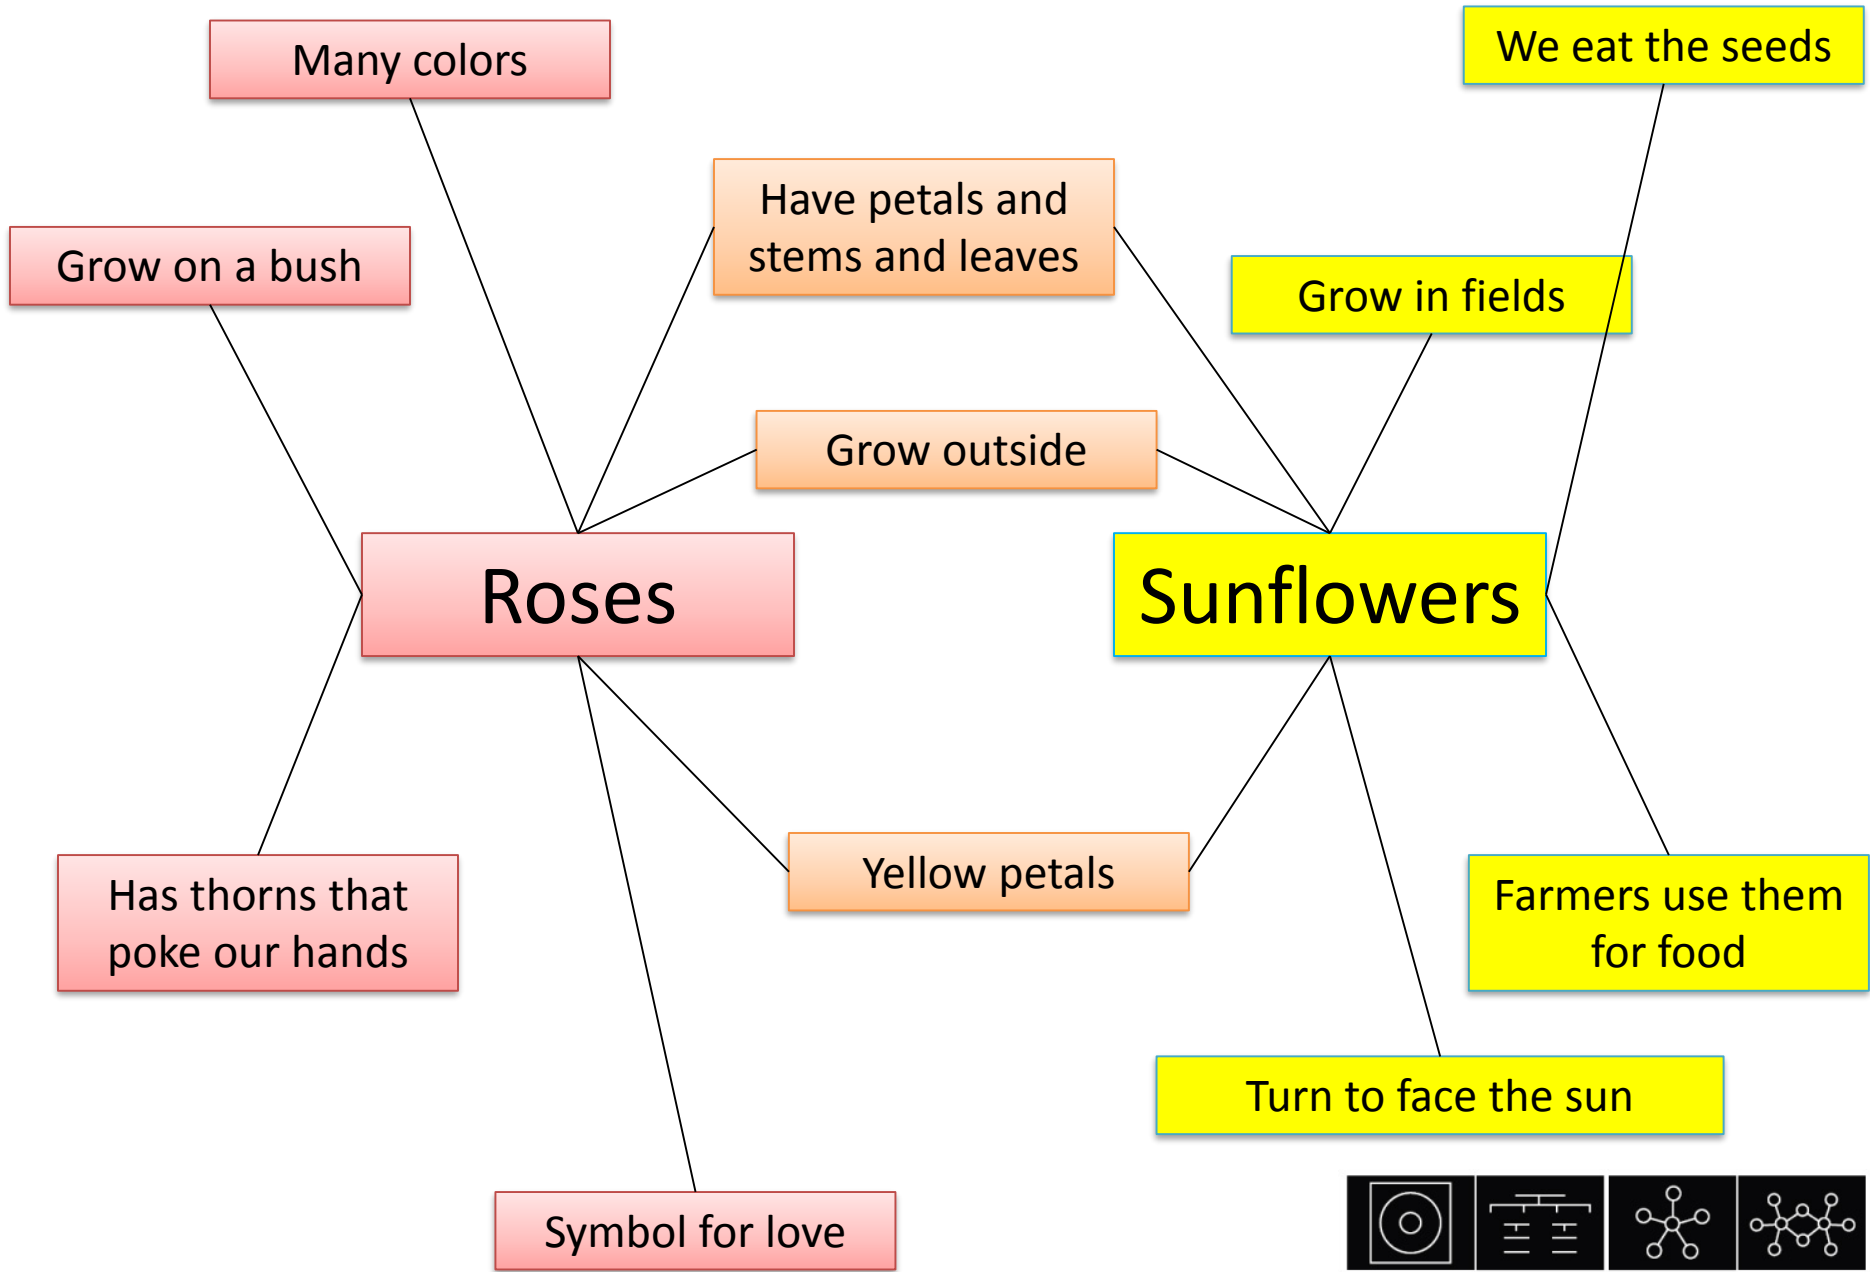 Many colors
We eat the seeds
Have petals and
stems and leaves
Grow on a bush
Grow in fields
Grow outside
Roses
Sunflowers
Yellow petals
Has thorns that
poke our hands
Farmers use them
for food
Turn to face the sun
Symbol for love